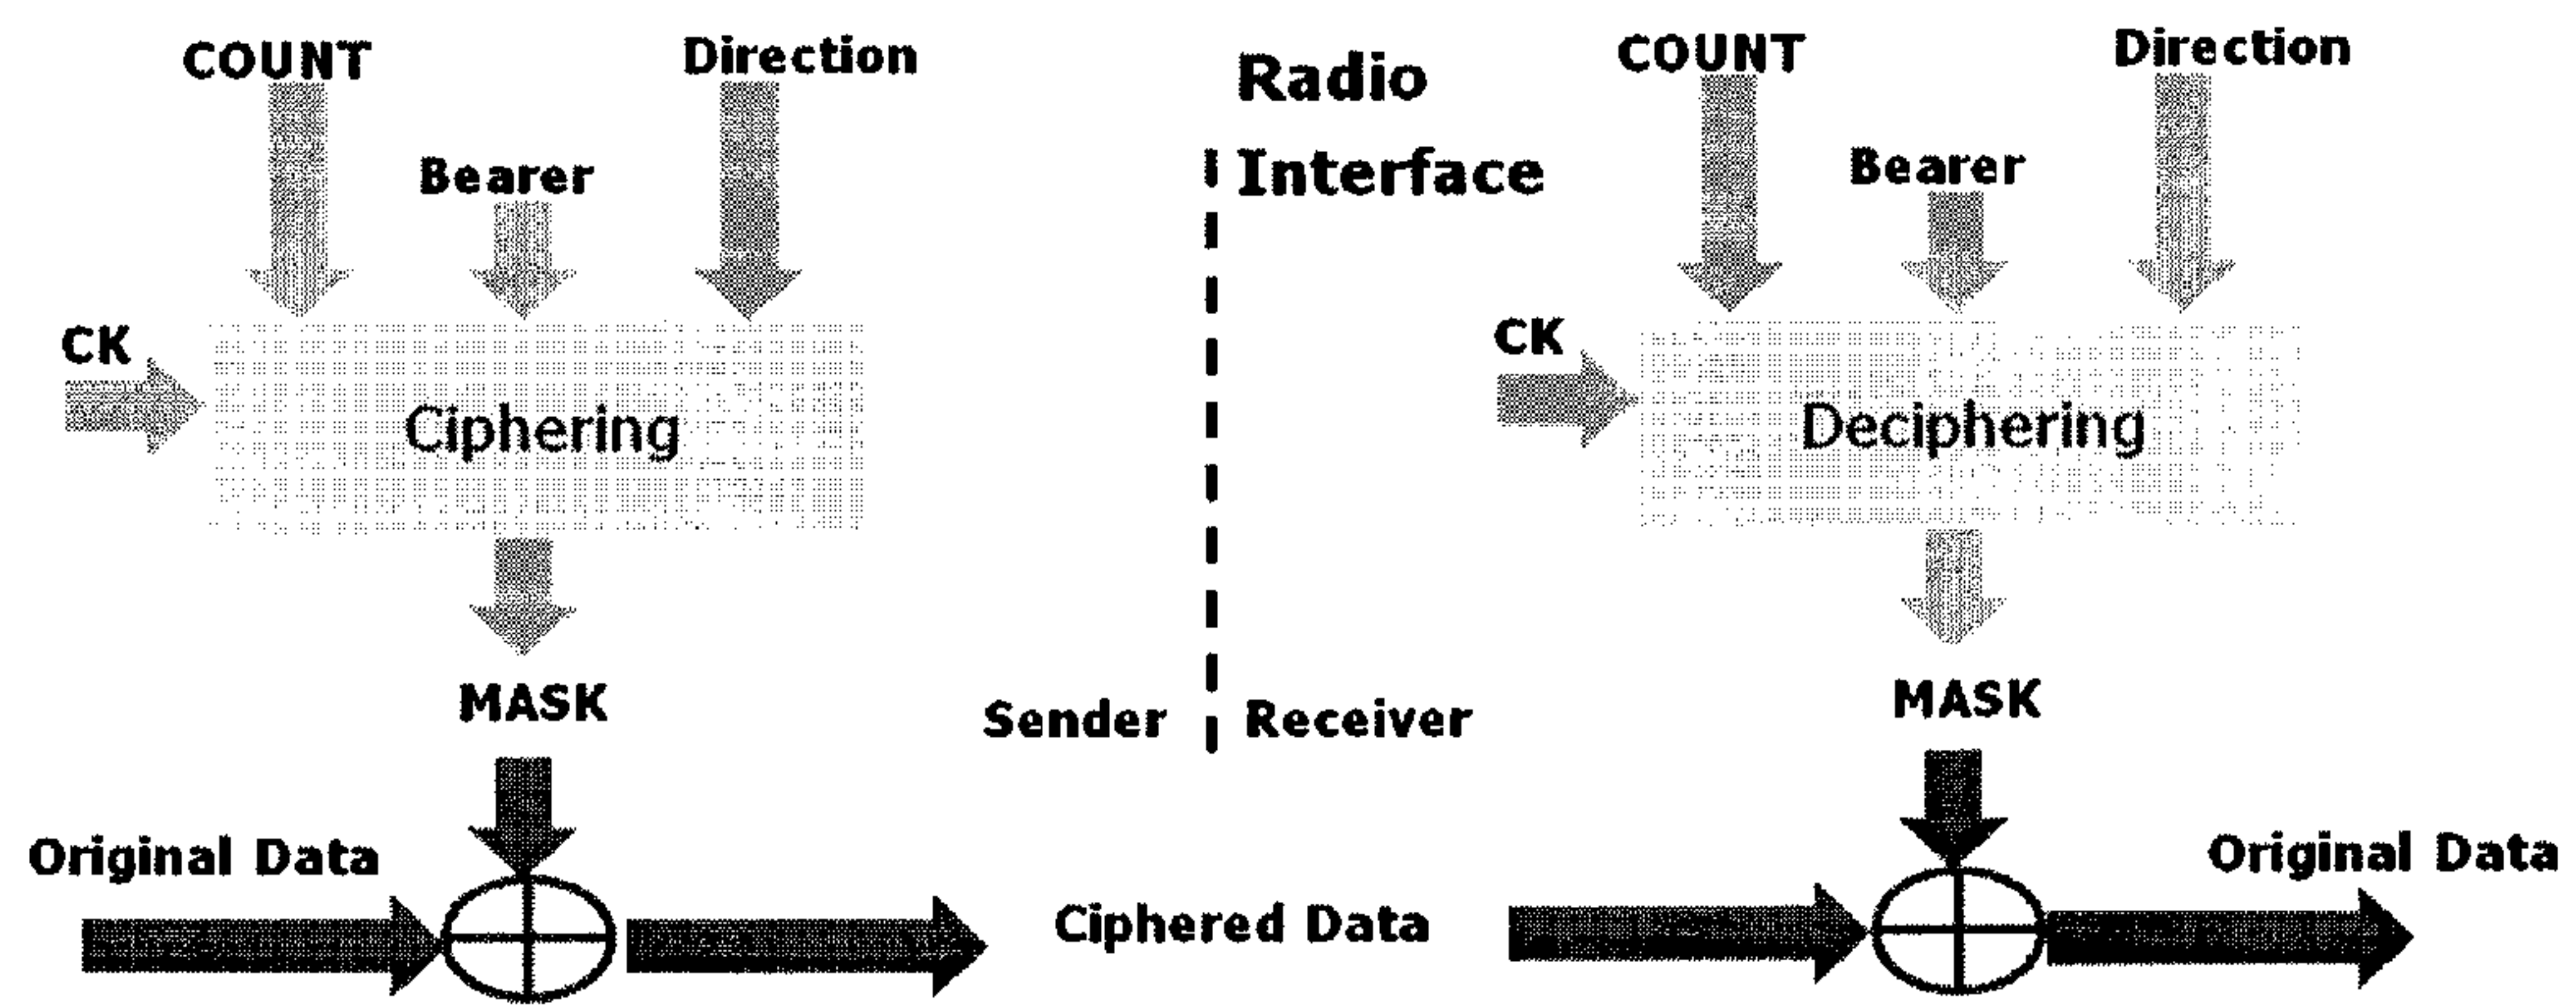 COUNT
Direction
Bearer
CK
Ciphering
MASK
Original Data
Radio
Interface
Sender
Receiver
Ciphered Data
COUNT
Direction
Bearer
CK
Deciphering
MASK
Original Data